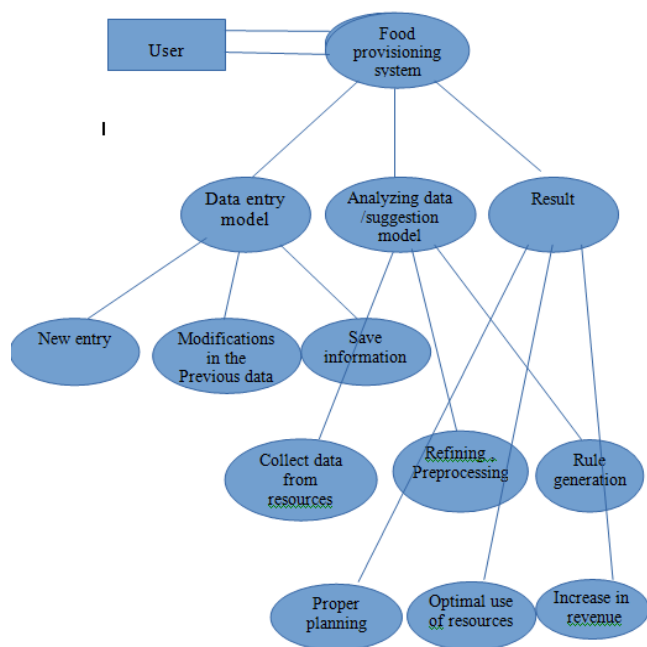 User
Food
provisioning
system
I
Data entry
model
Analyzing data
/suggestion
model
Result
New entry
Modifications
in the
Previous data
Save
information
Collect data
from
resources
Refining ,
Preprocessing
Rule
generation
Proper
planning
Optimal use
of resources
Increase in
revenue